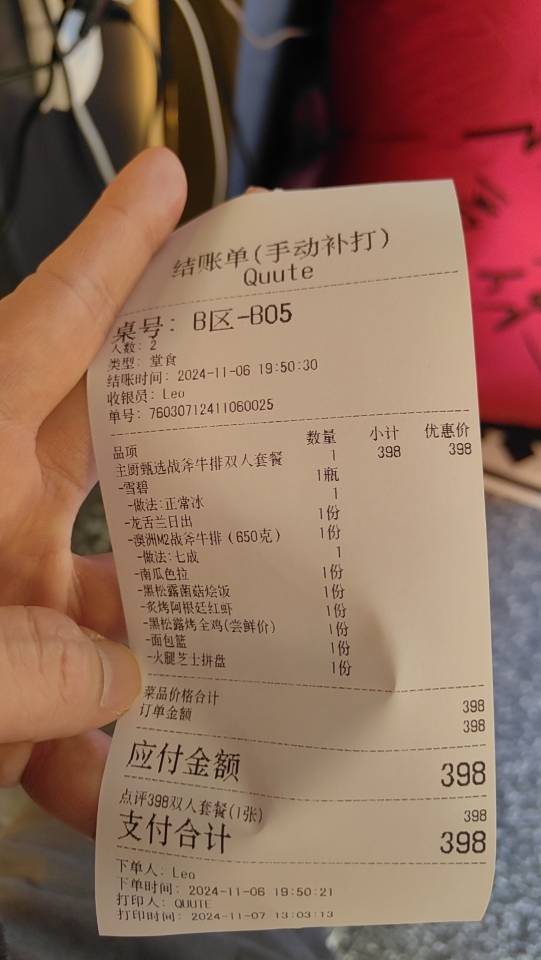 结账单(手动补打)
Quute
桌号: B区-B05
人数: 2
类型: 堂食
结账时间: 2024-11-06 19:50:30
收银员: Leo
单号: 76030712411060025
品项 数量 小计 优惠价
主厨甄选战斧牛排双人套餐 1 398 398
-雪碧 1瓶
-做法:正常冰 1
-龙舌兰日出 1份
-澳洲M2战斧牛排（650克） 1份
-做法:七成 1
-南瓜色拉 1份
-黑松露菌菇烩饭 1份
-炙烤阿根廷红虾 1份
-黑松露烤全鸡(尝鲜价) 1份
-面包篮 1份
-火腿芝士拼盘 1份
菜品价格合计 398
订单金额 398
应付金额 398
点评398双人套餐(1张) 398
支付合计 398
下单人: Leo
下单时间: 2024-11-06 19:50:21
打印人: QUUTE
打印时间: 2024-11-07 13:03:13